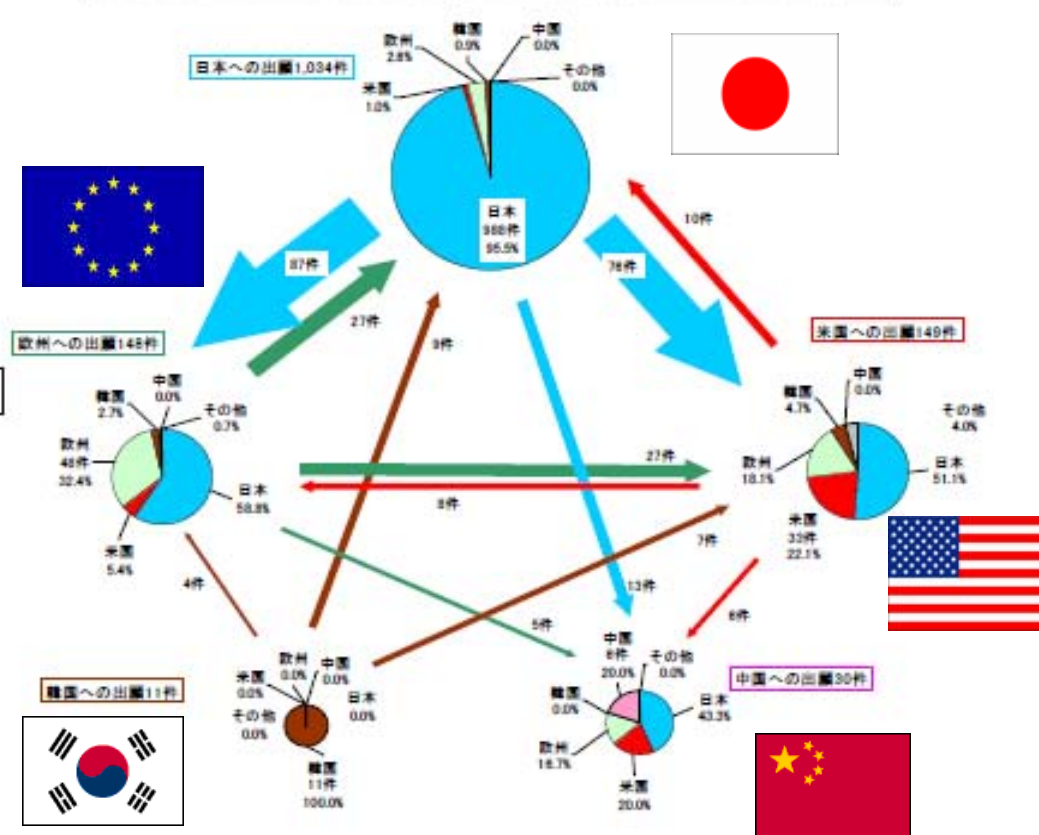 日本への出願1,034件
韓国
0.9%
中国
0.0%
欧州
2.6%
その他
0.0%
米国
1.0%
日本
988件
95.5%
10件
87件
76件
27件
9件
欧州への出願148件
米国への出願149件
中国
0.0%
韓国
2.7%
その他
0.7%
欧州
48件
32.4%
日本
58.8%
米国
5.4%
中国
0.0%
韓国
4.7%
その他
4.0%
欧州
18.1%
日本
51.1%
米国
33件
22.1%
27件
8件
7件
4件
13件
5件
6件
韓国への出願11件
欧州
0.0%
中国
0.0%
米国
0.0%
日本
0.0%
その他
0.0%
韓国
11件
100.0%
中国への出願30件
中国
6件
20.0%
その他
0.0%
韓国
0.0%
日本
43.3%
欧州
16.7%
米国
20.0%